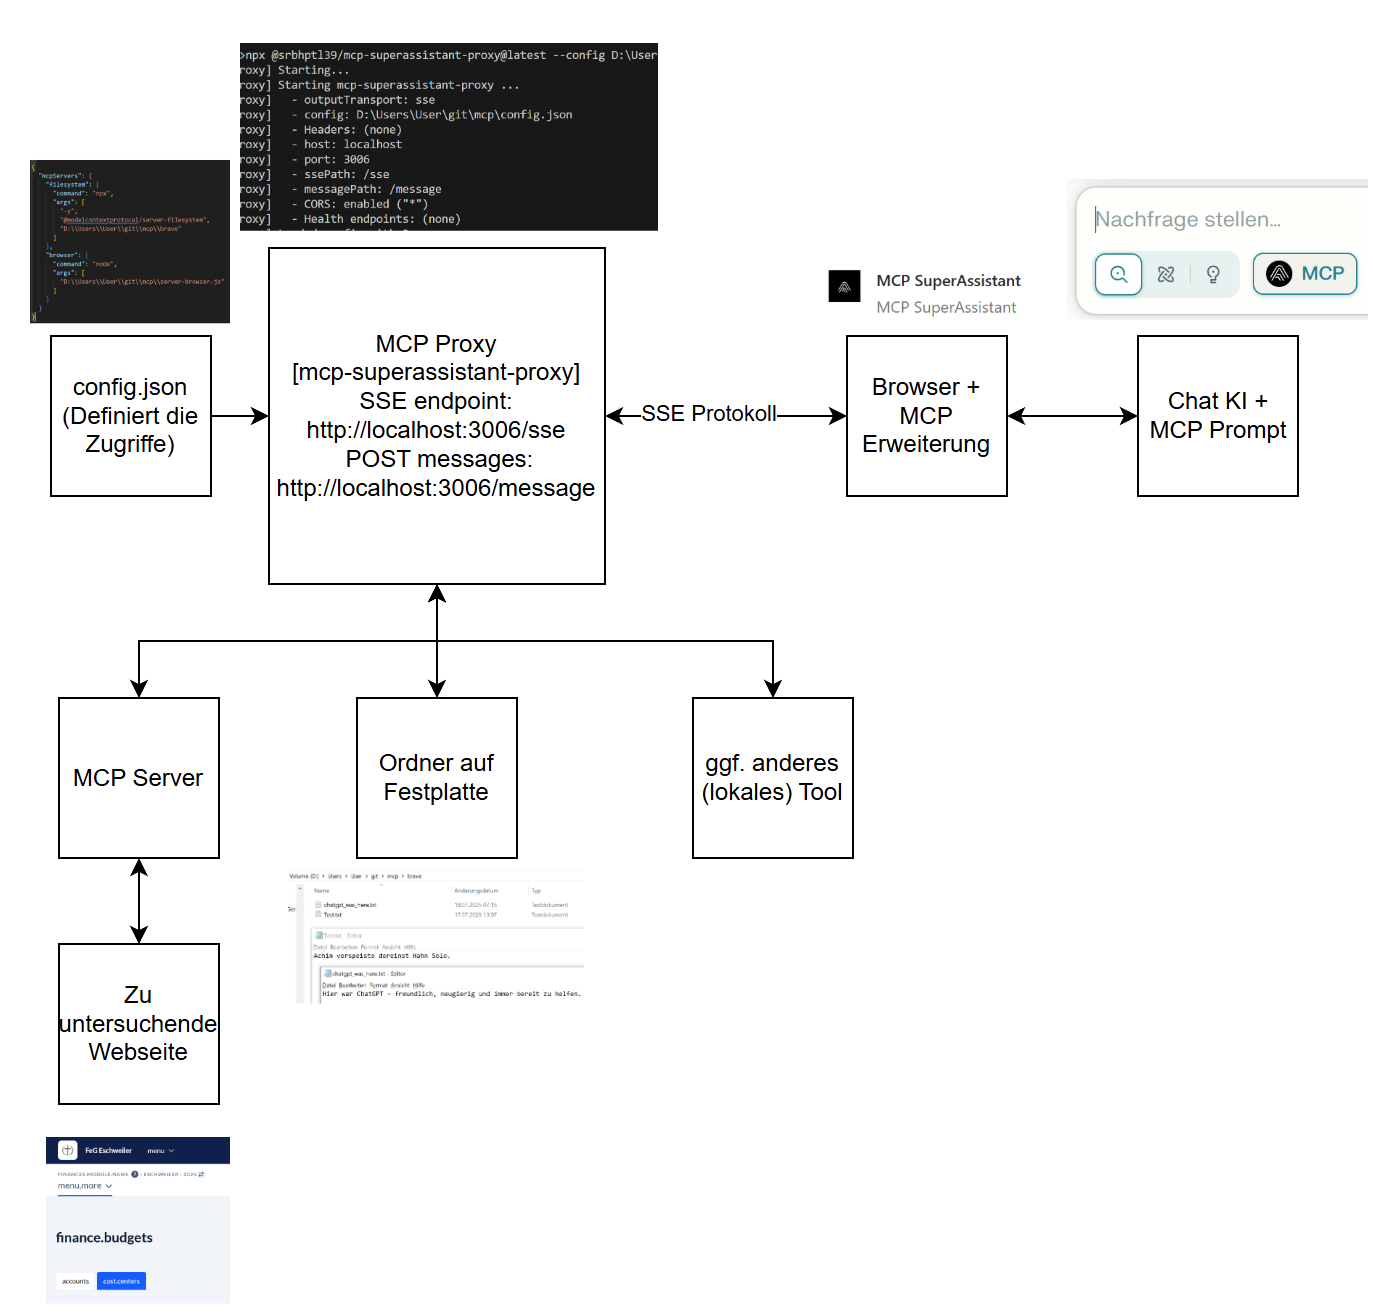 >npx @srbhptl39/mcp-superassistant-proxy@latest --config D:\User
roxy] Starting...
roxy] Starting mcp-superassistant-proxy ...
roxy]   - outputTransport: sse
roxy]   - config: D:\Users\User\git\mcp\config.json
roxy]   - Headers: (none)
roxy]   - host: localhost
roxy]   - port: 3006
roxy]   - ssePath: /sse
roxy]   - messagePath: /message
roxy]   - CORS: enabled ("*")
roxy]   - Health endpoints: (none)
{
"mcpServers": {
"filesystem": {
"command": "npx",
"args": [
"-y",
"@modelcontextprotocol/server-filesystem",
"D:\\Users\\User\\git\\mcp\\brave"
]
},
"browser": {
"command": "node",
"args": [
"D:\\Users\\User\\git\\mcp\\server-browser.js"
]
}
}
}
config.json
(Definiert die
Zugriffe)
MCP Proxy
[mcp-superassistant-proxy]
SSE endpoint:
http://localhost:3006/sse
POST messages:
http://localhost:3006/message
SSE Protokoll
MCP SuperAssistant
MCP SuperAssistant
Browser +
MCP
Erweiterung
Nachfrage stellen...
MCP
Chat KI +
MCP Prompt
MCP Server
Ordner auf
Festplatte
ggf. anderes
(lokales) Tool
Volume (D:) › Users › User › git › mcp › brave
Name Änderungsdatum Typ
chatgpt_was_here.txt 18.07.2025 07:15 Textdokument
Ger
Test.txt 17.07.2025 13:07 Textdokument
Test.txt - Editor
Datei Bearbeiten Format Ansicht Hilfe
Achim verspeiste dereinst Hahn Solo.
chatgpt_was_here.txt - Editor
Datei Bearbeiten Format Ansicht Hilfe
Hier war ChatGPT – freundlich, neugierig und immer bereit zu helfen.
Zu
untersuchende
Webseite
FeG Eschweiler menu
FINANCES.MODULE.NAME - ESCHWEILER - 2025
menu.more
finance.budgets
accounts cost.centers